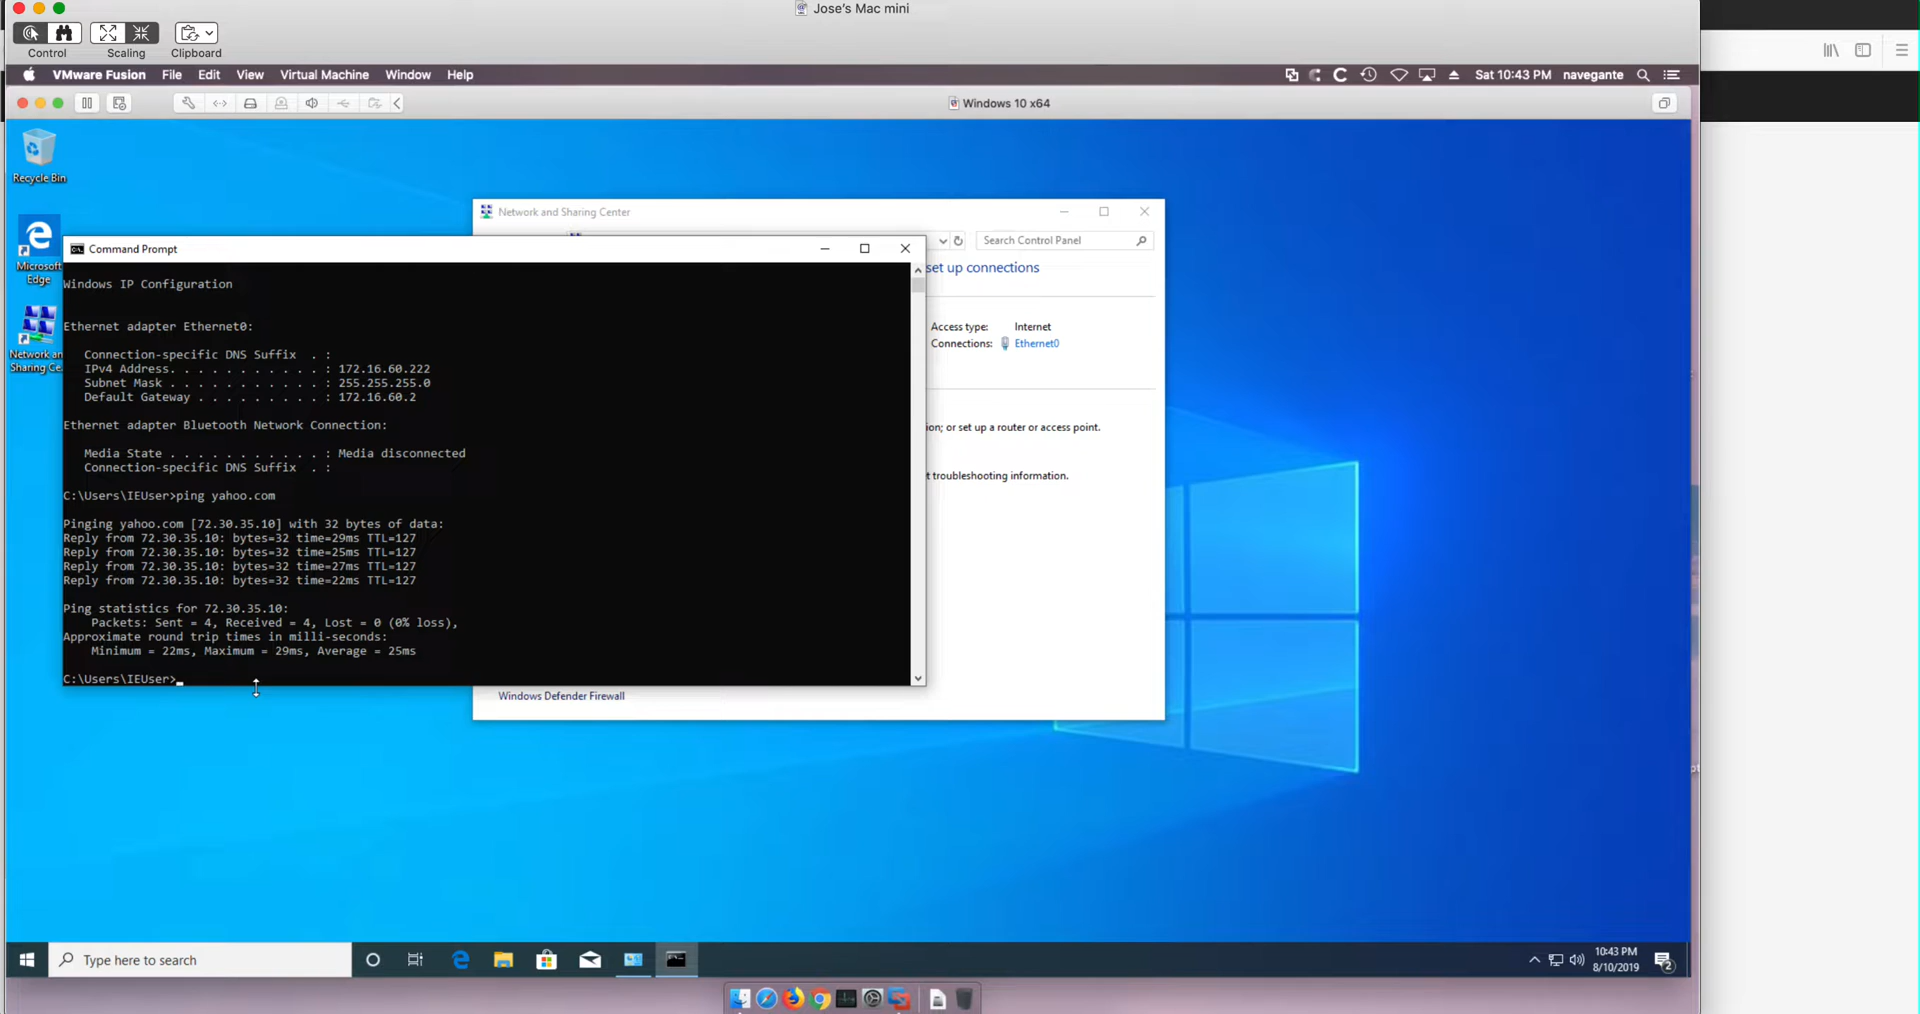 Jose's Mac mini
Control
Scaling
Clipboard
VMware Fusion File Edit View Virtual Machine Window Help
Sat 10:43 PM navegante
Windows 10 x64
Recycle Bin
Microsoft
Edge
Network an
Sharing Ce
Network and Sharing Center
Search Control Panel
set up connections
Access type: Internet
Connections: Ethernet0
ion; or set up a router or access point.
t troubleshooting information.
Windows Defender Firewall
Command Prompt
Windows IP Configuration
Ethernet adapter Ethernet0:
Connection-specific DNS Suffix . :
IPv4 Address. . . . . . . . . . . : 172.16.60.222
Subnet Mask . . . . . . . . . . . : 255.255.255.0
Default Gateway . . . . . . . . . : 172.16.60.2
Ethernet adapter Bluetooth Network Connection:
Media State . . . . . . . . . . . : Media disconnected
Connection-specific DNS Suffix . :
C:\Users\IEUser>ping yahoo.com
Pinging yahoo.com [72.30.35.10] with 32 bytes of data:
Reply from 72.30.35.10: bytes=32 time=29ms TTL=127
Reply from 72.30.35.10: bytes=32 time=25ms TTL=127
Reply from 72.30.35.10: bytes=32 time=27ms TTL=127
Reply from 72.30.35.10: bytes=32 time=22ms TTL=127
Ping statistics for 72.30.35.10:
Packets: Sent = 4, Received = 4, Lost = 0 (0% loss),
Approximate round trip times in milli-seconds:
Minimum = 22ms, Maximum = 29ms, Average = 25ms
C:\Users\IEUser>
Type here to search
10:43 PM
8/10/2019
2